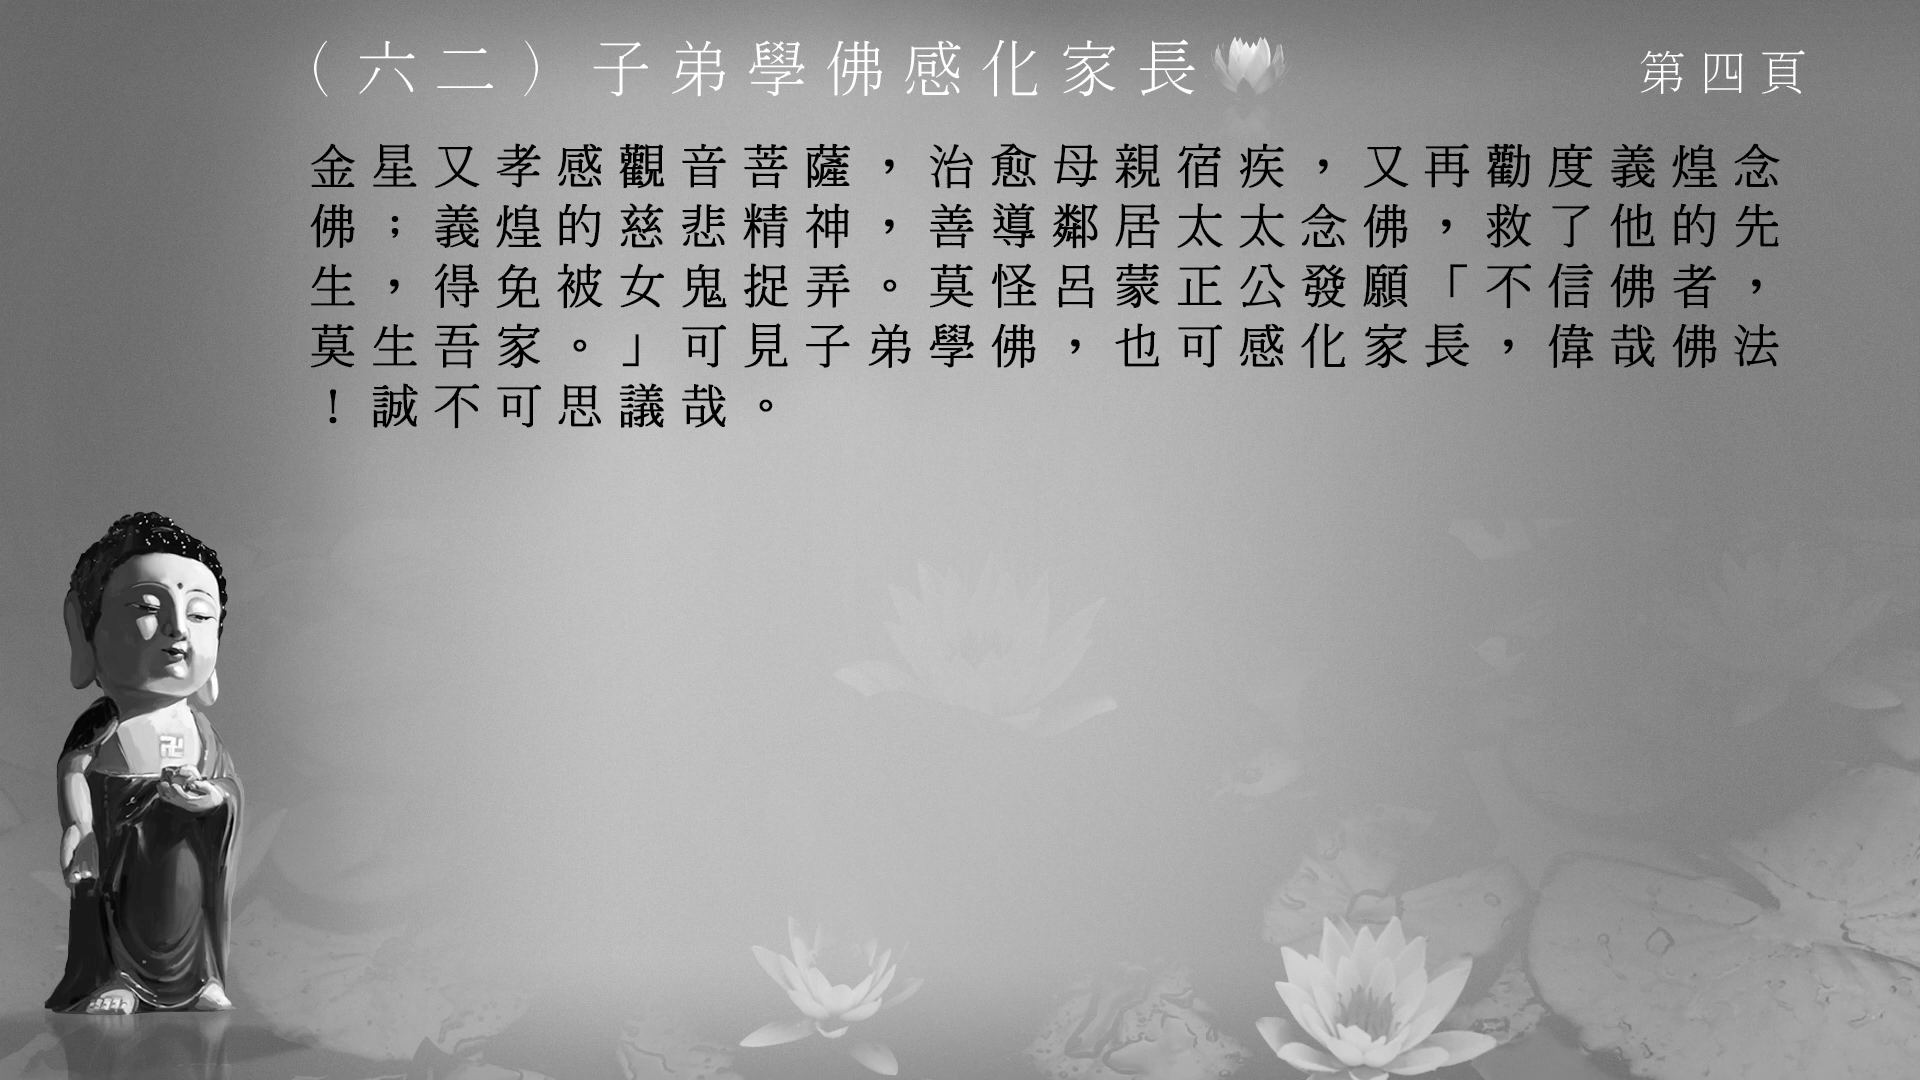 （六二）子弟學佛感化家長
第四頁
金星又孝感觀音菩薩，治愈母親宿疾，又再勸度義煌念
佛；義煌的慈悲精神，善導鄰居太太念佛，救了他的先
生，得免被女鬼捉弄。莫怪呂蒙正公發願「不信佛者，
莫生吾家。」可見子弟學佛，也可感化家長，偉哉佛法
！誠不可思議哉。
卍